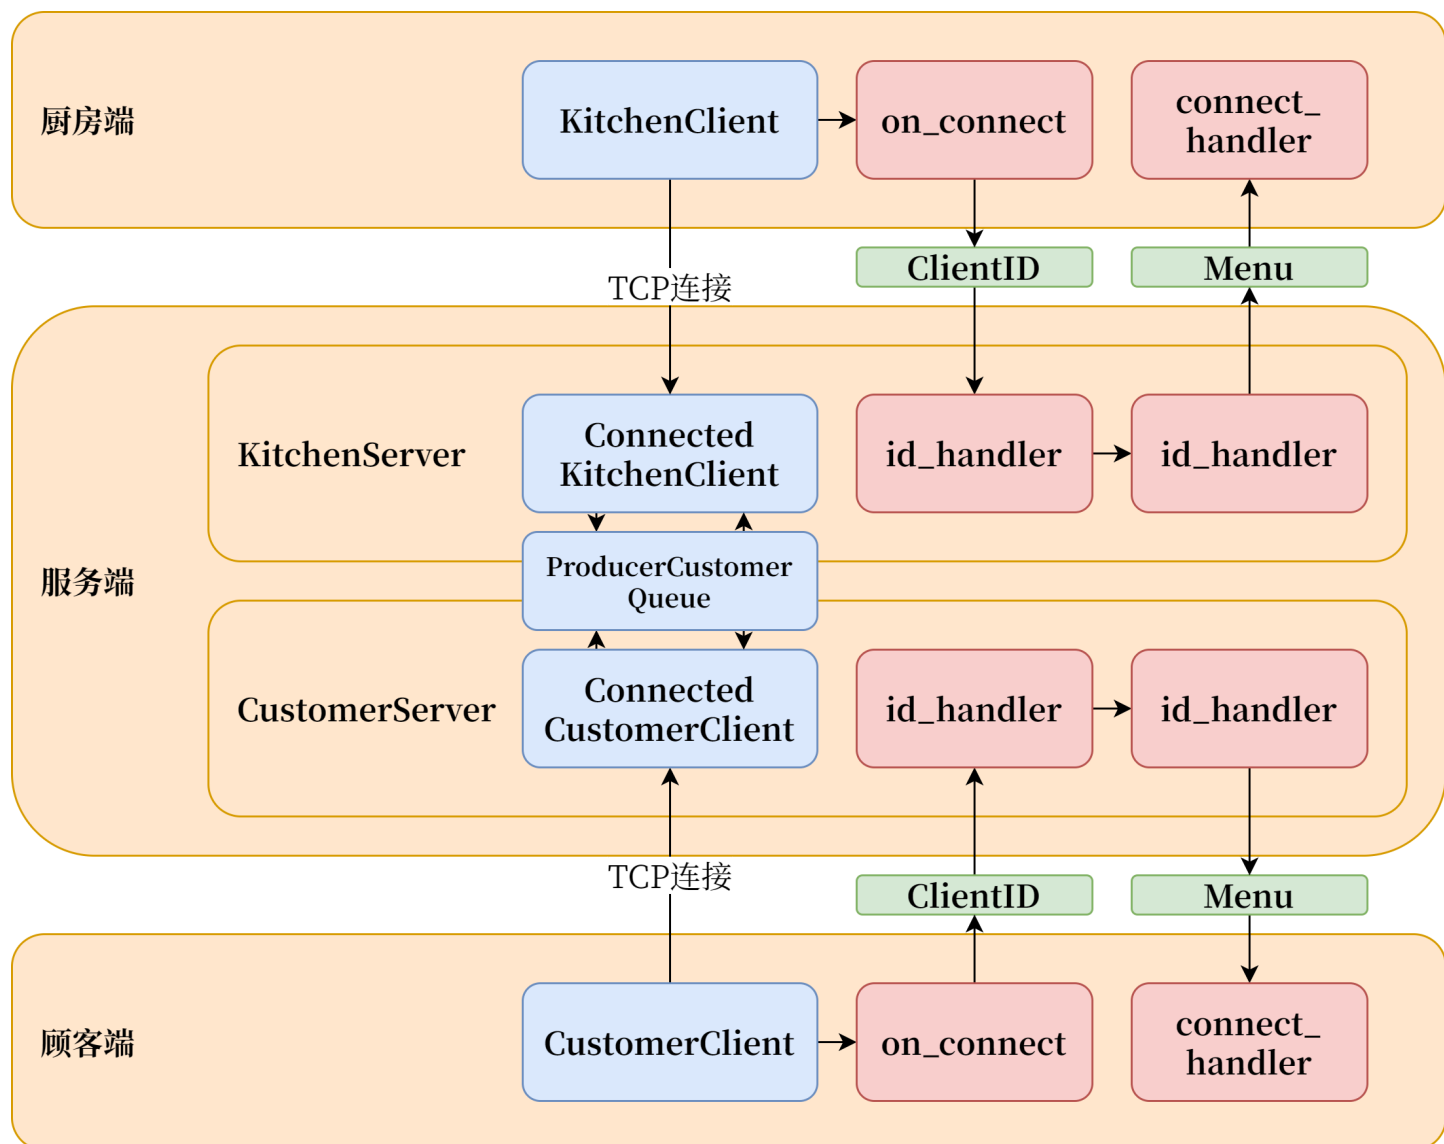 厨房端
KitchenClient
on_connect
connect_
handler
TCP连接
ClientID
Menu
服务端
KitchenServer
Connected
KitchenClient
id_handler
id_handler
ProducerCustomer
Queue
CustomerServer
Connected
CustomerClient
id_handler
id_handler
TCP连接
ClientID
Menu
顾客端
CustomerClient
on_connect
connect_
handler